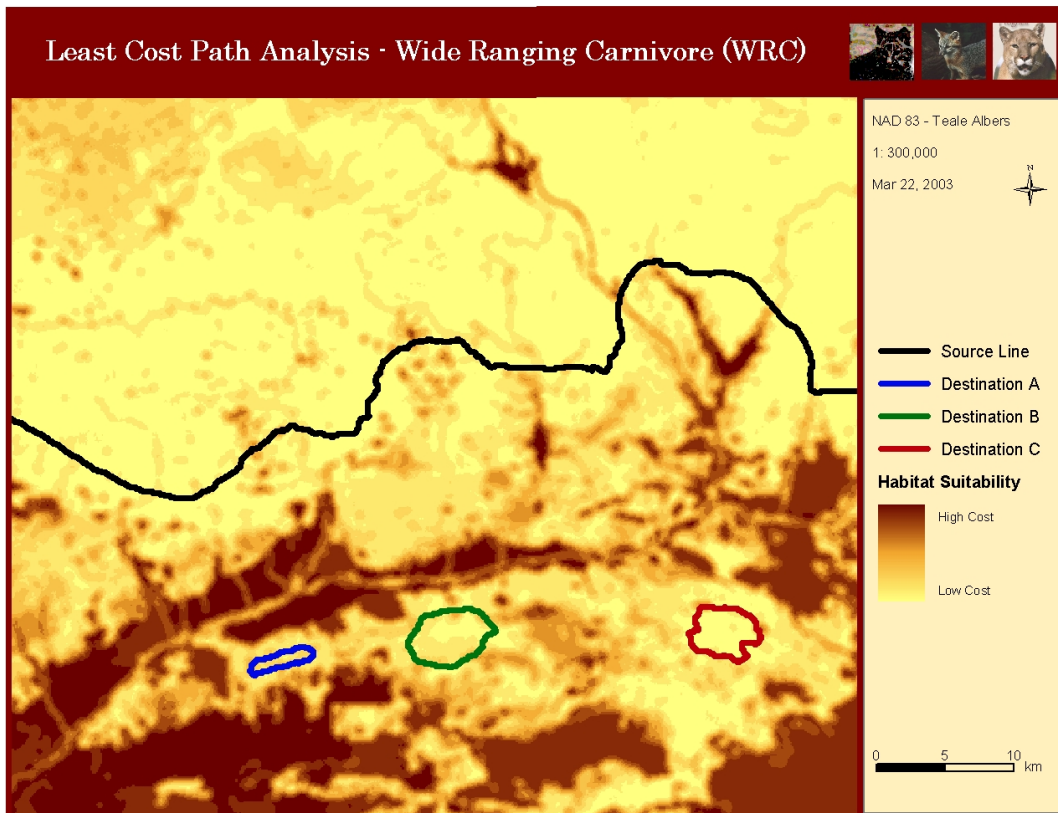 Least Cost Path Analysis - Wide Ranging Carnivore (WRC)
NAD 83 - Teale Albers
1: 300,000
Mar 22, 2003
N
Source Line
Destination A
Destination B
Destination C
Habitat Suitability
High Cost
Low Cost
0 5 10
km